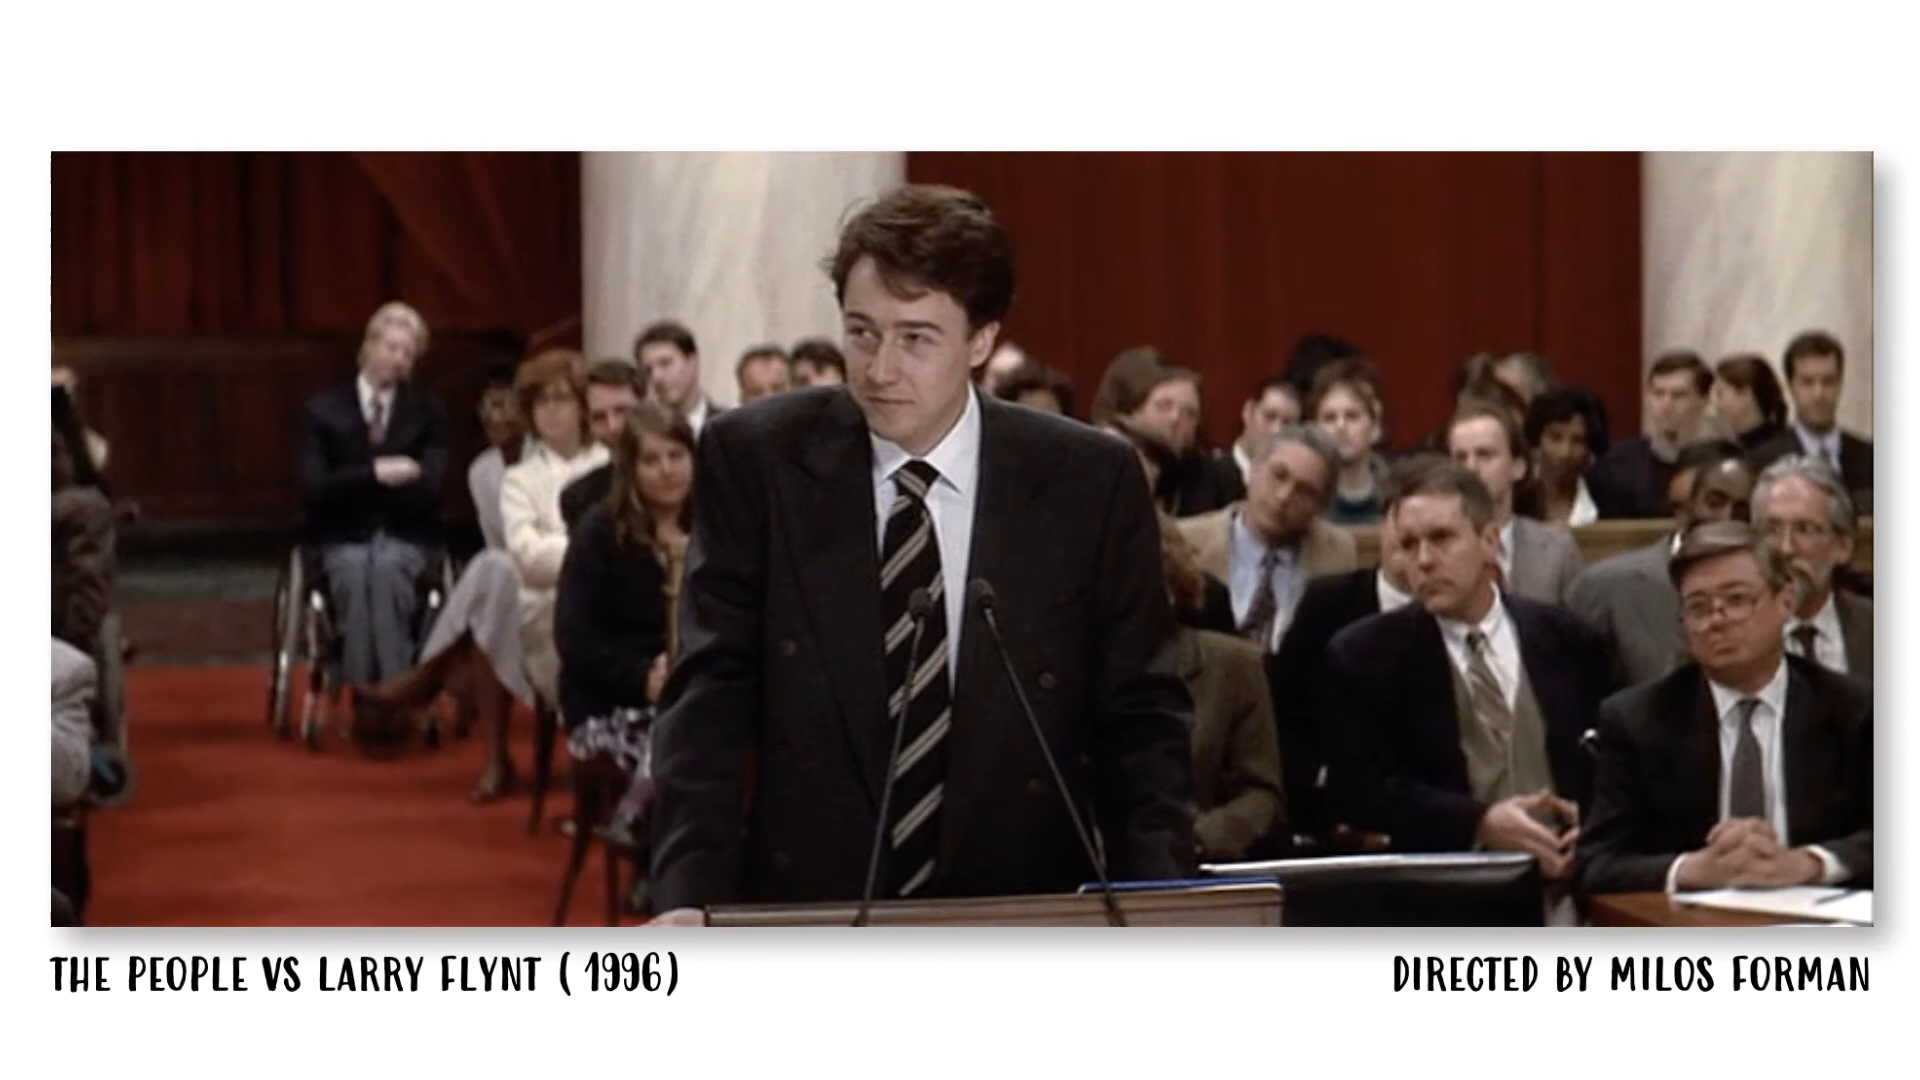 THE PEOPLE VS LARRY FLYNT ( 1996)
DIRECTED BY MILOS FORMAN